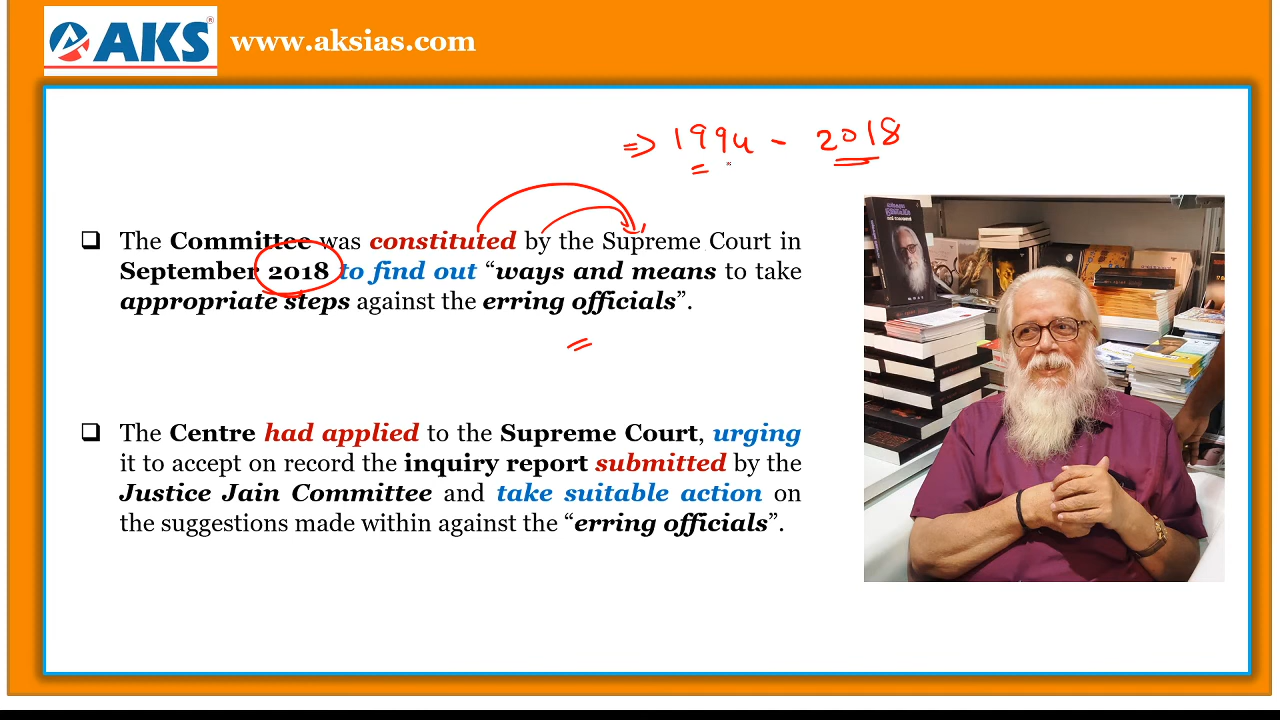 AKS®
www.aksias.com
⇒ 1994 - 2018
The Committee was constituted by the Supreme Court in
September 2018 to find out “ways and means to take
appropriate steps against the erring officials”.
The Centre had applied to the Supreme Court, urging
it to accept on record the inquiry report submitted by the
Justice Jain Committee and take suitable action on
the suggestions made within against the “erring officials”.